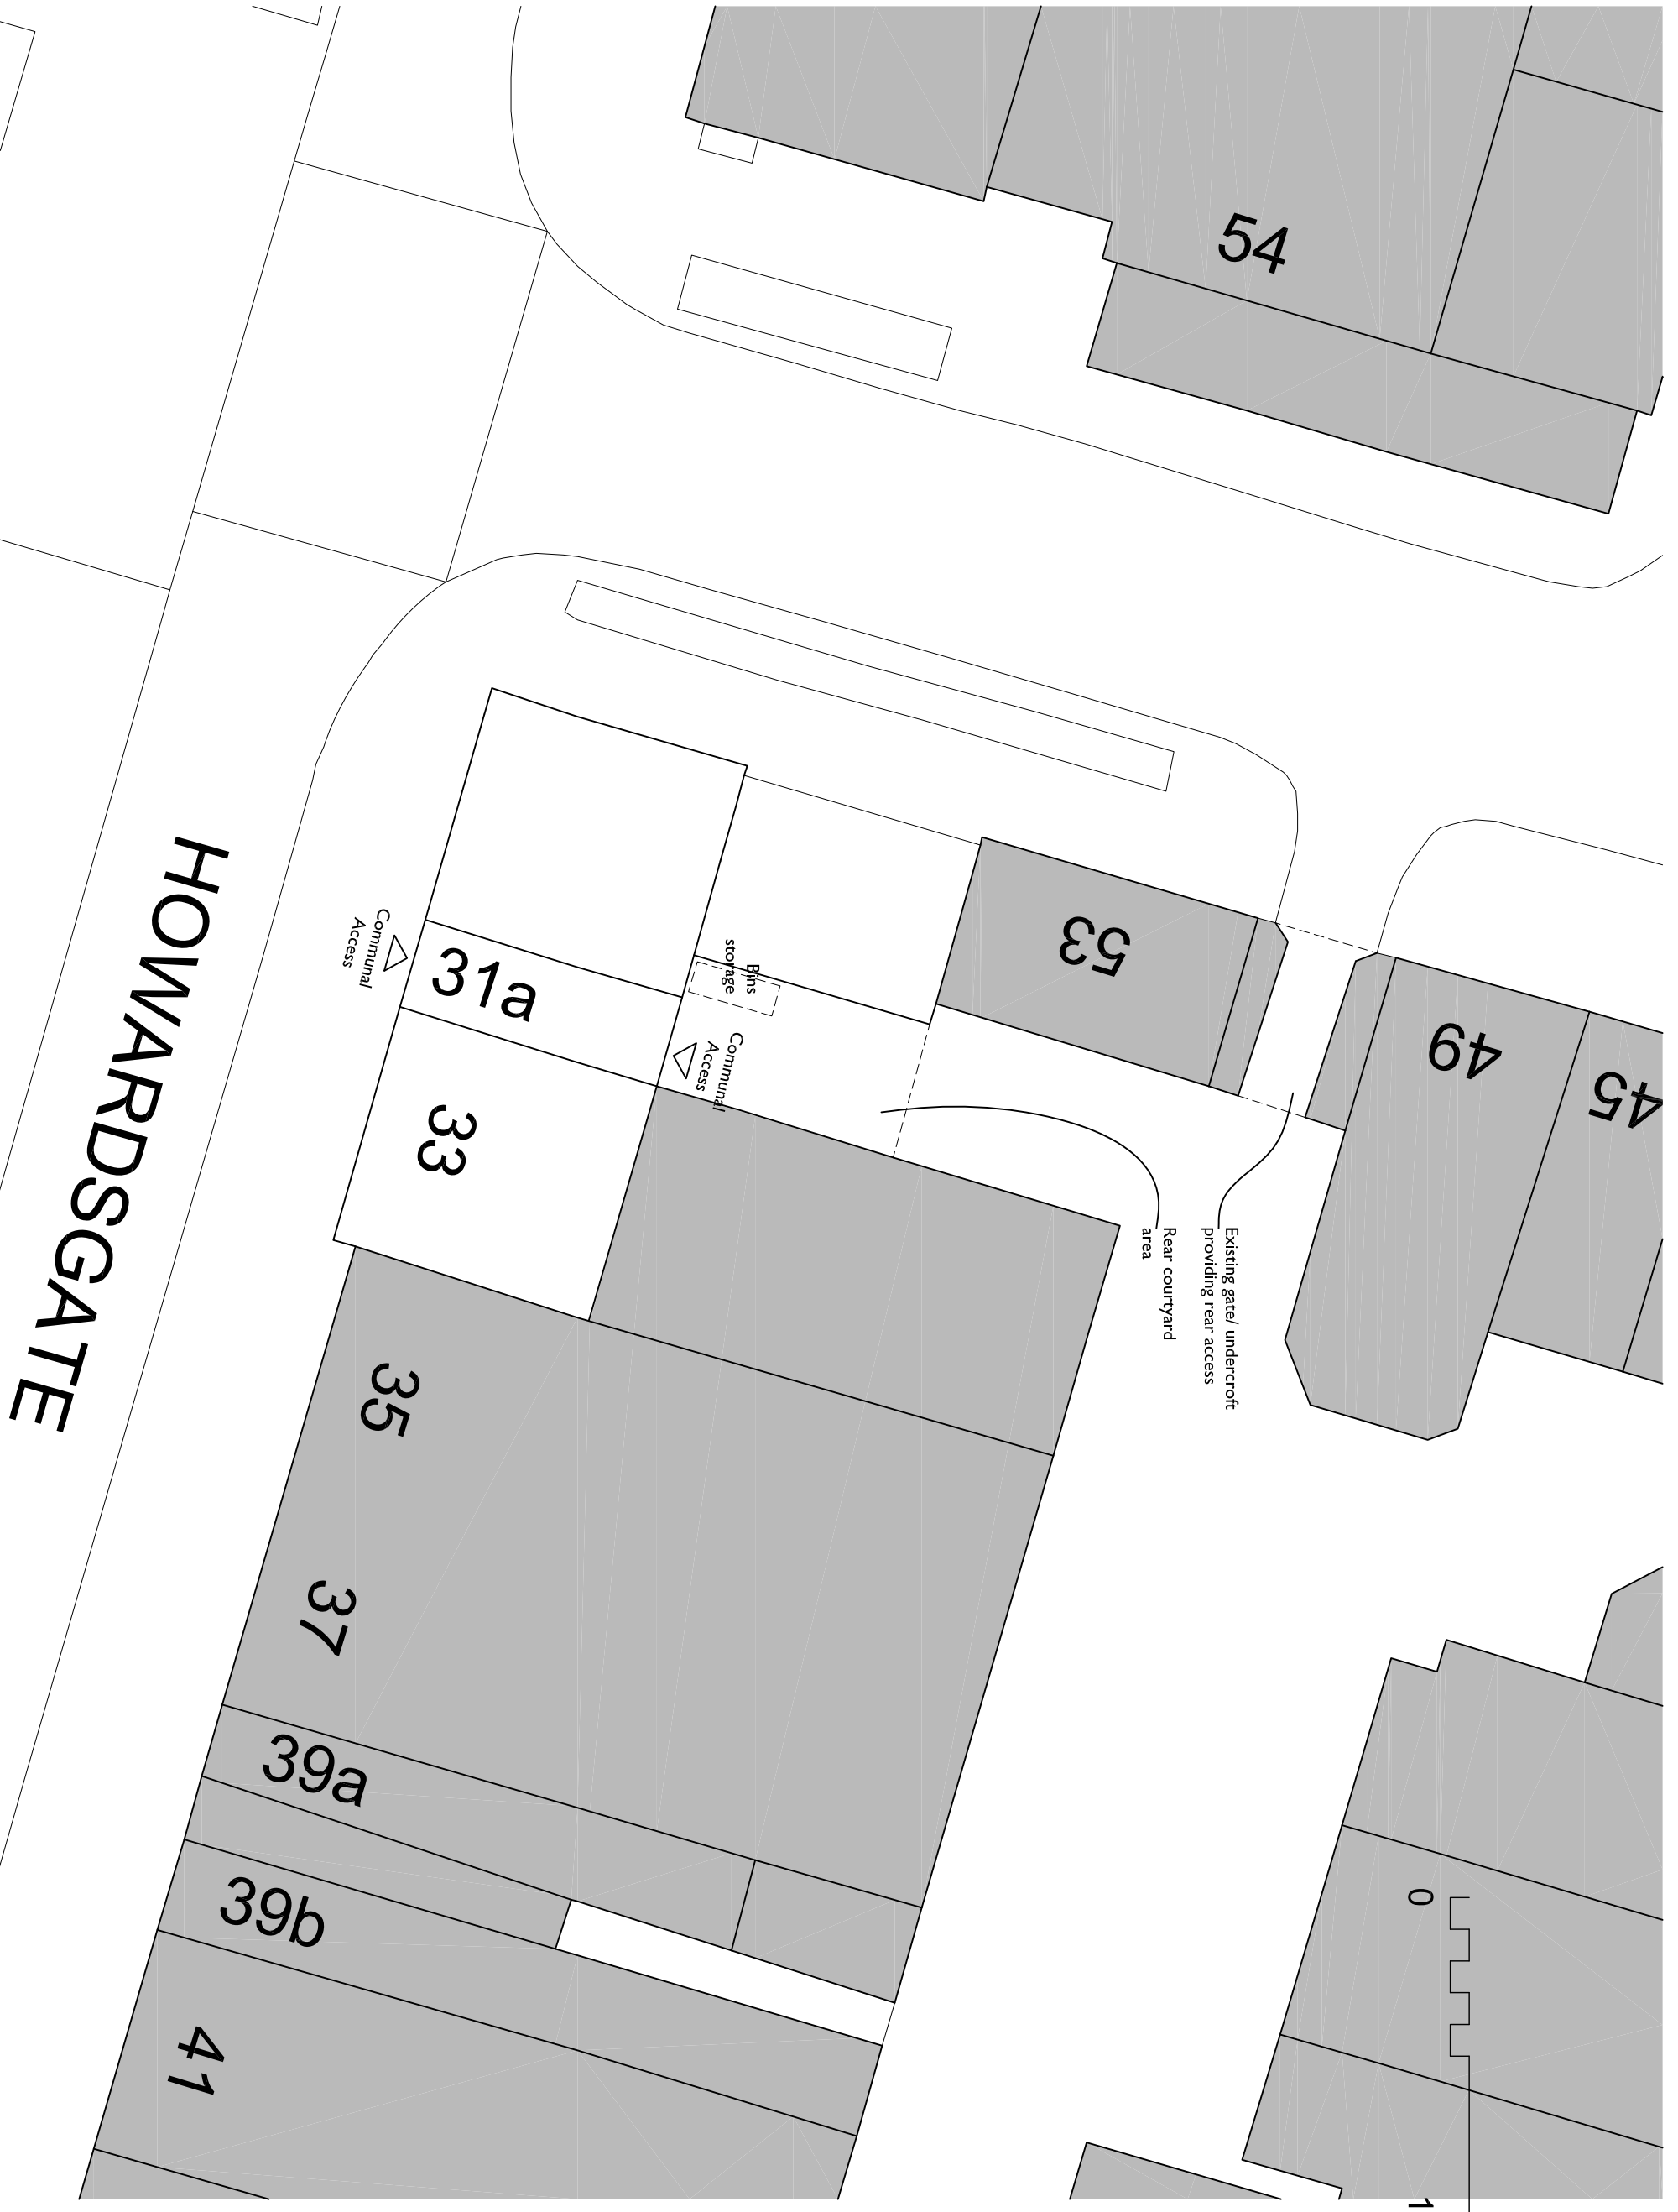 54
53
49
45
HOWARDSGATE
Communal
Access
31a
Bins
storage
Communal
Access
33
Existing gate/ undercroft
providing rear access
Rear courtyard
area
35
37
39a
39b
41
0
1